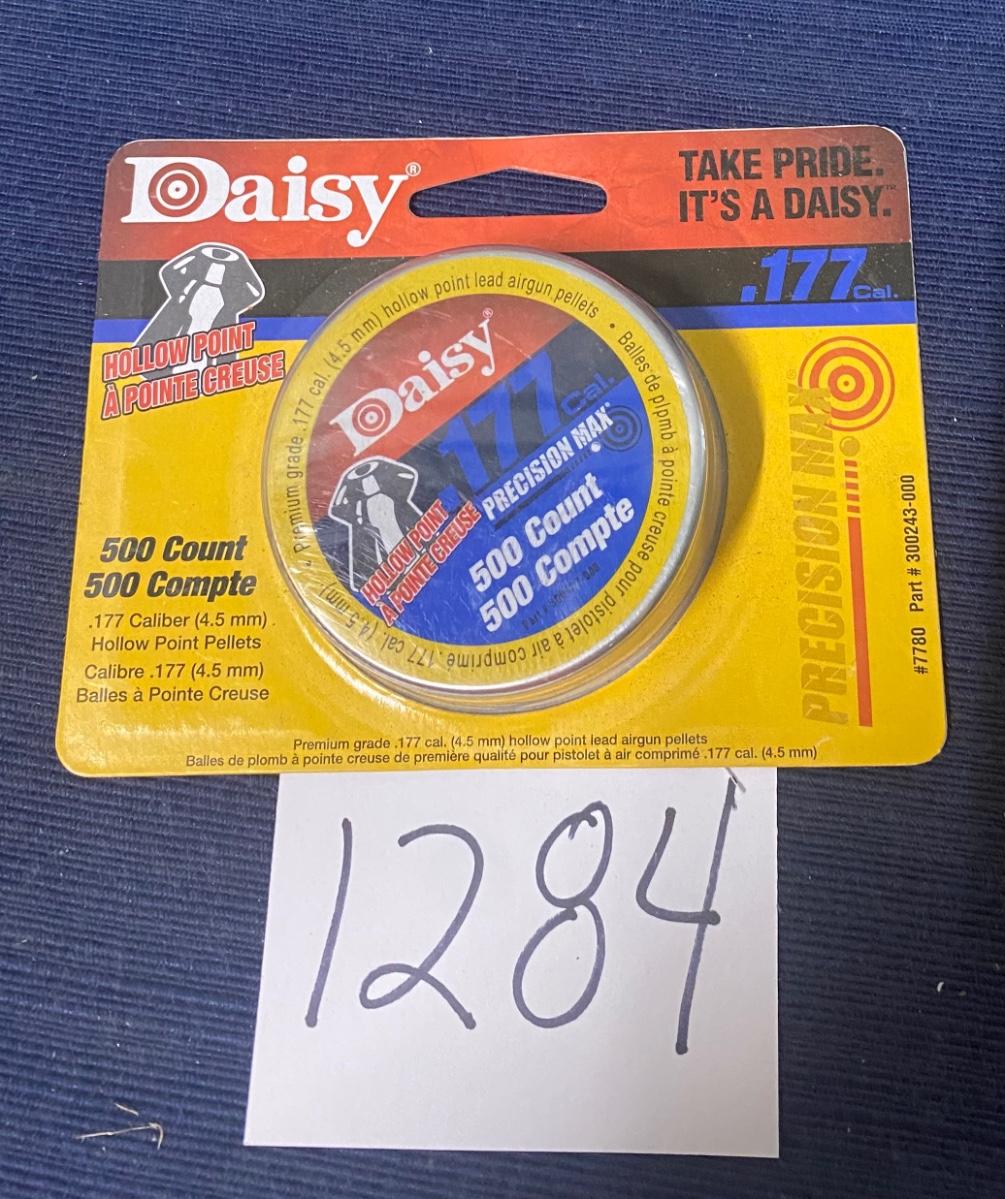 Daisy®
TAKE PRIDE.
IT'S A DAISY.™
.177 Cal.
HOLLOW POINT
À POINTE CREUSE
500 Count
500 Compte
.177 Caliber (4.5 mm)
Hollow Point Pellets
Calibre .177 (4.5 mm)
Balles à Pointe Creuse
Premium grade .177 cal. (4.5 mm) hollow point lead airgun pellets • Balles de plpmb à pointe creuse pour pistolet à air comprimé .177 cal. (4.5 mm) •
Daisy®
.177 Cal.
PRECISION MAX®
HOLLOW POINT
À POINTE CREUSE
500 Count
500 Compte
PRECISION MAX®
#7780 Part # 300243-000
Premium grade .177 cal. (4.5 mm) hollow point lead airgun pellets
Balles de plomb à pointe creuse de première qualité pour pistolet à air comprimé .177 cal. (4.5 mm)
1284